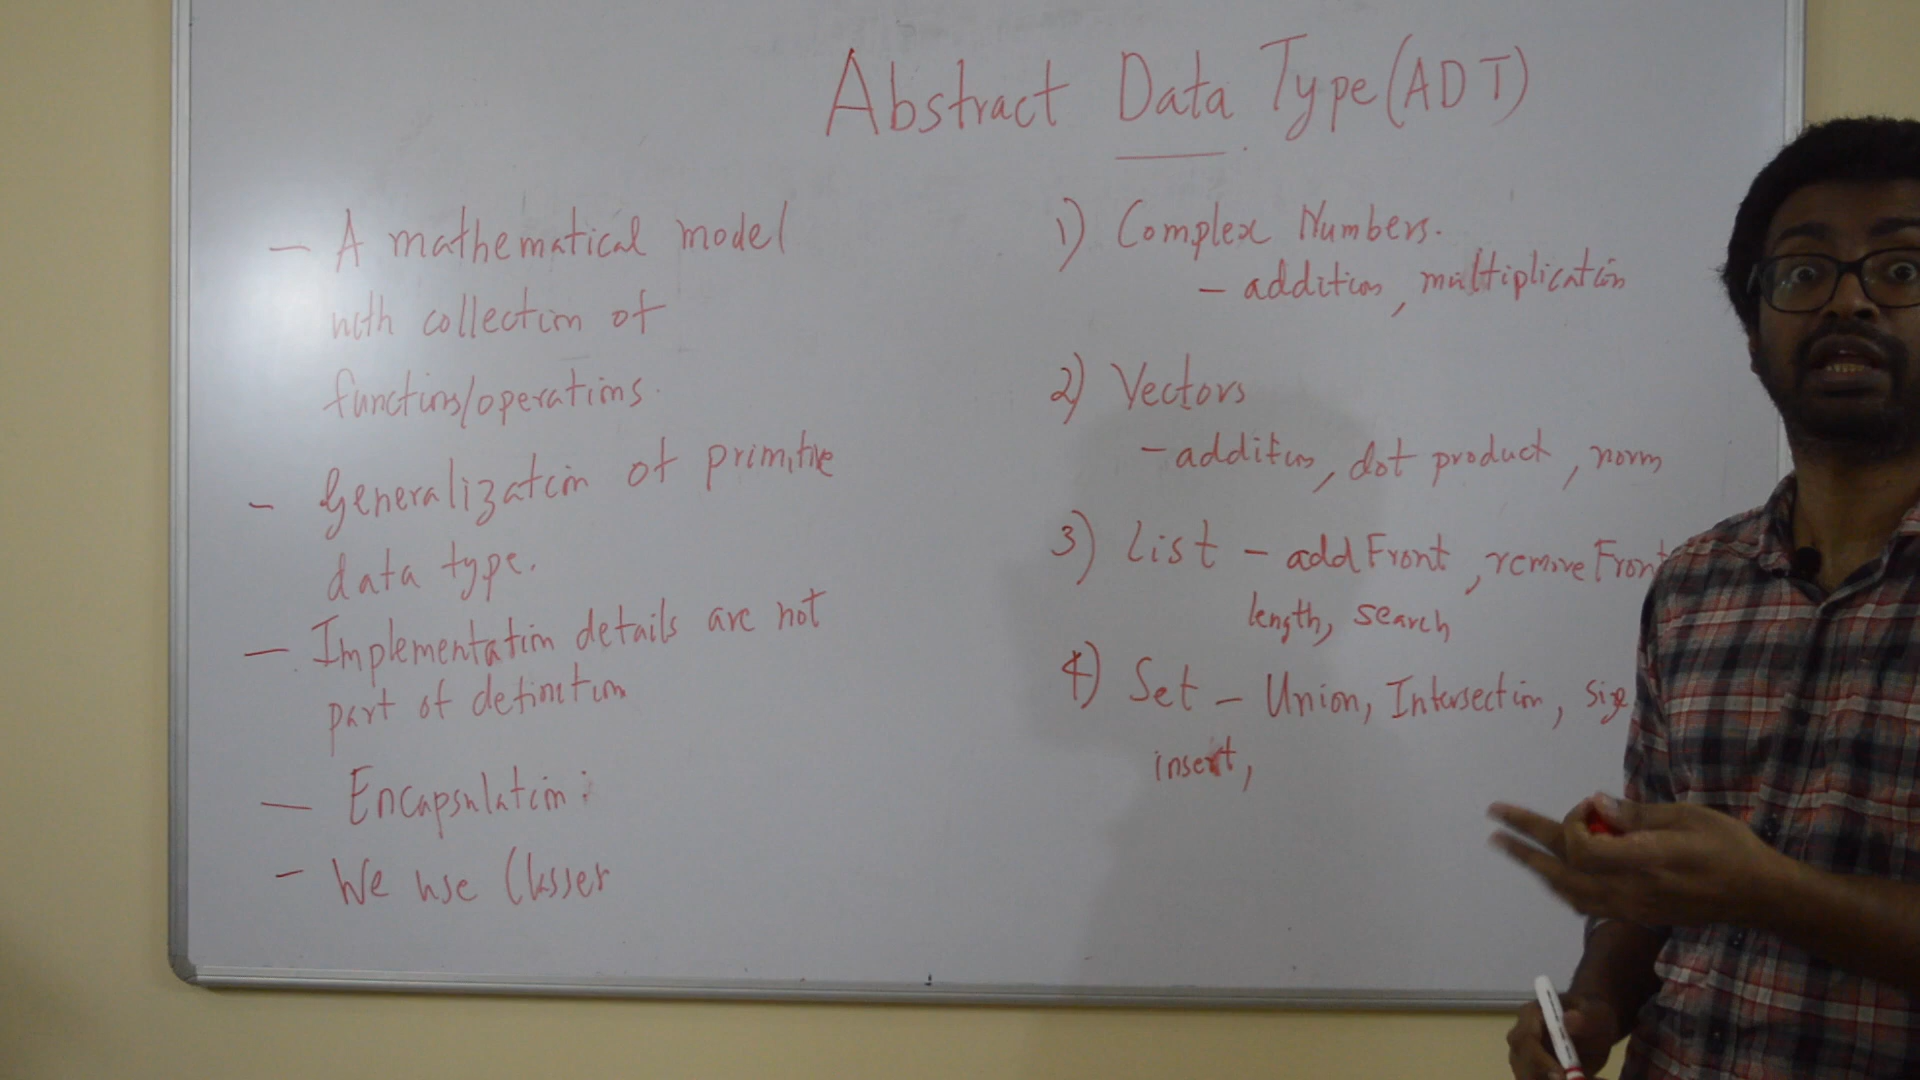 Abstract Data Type (ADT)
- A mathematical model
with collection of
functions/operations.
- Generalization of primitive
data type.
- Implementation details are not
part of definition
- Encapsulation:
- We use Classes
1) Complex Numbers.
- addition, multiplication
2) Vectors
- addition, dot product, norm
3) List - addFront, removeFront
length, search
4) Set - Union, Intersection, size
insert,